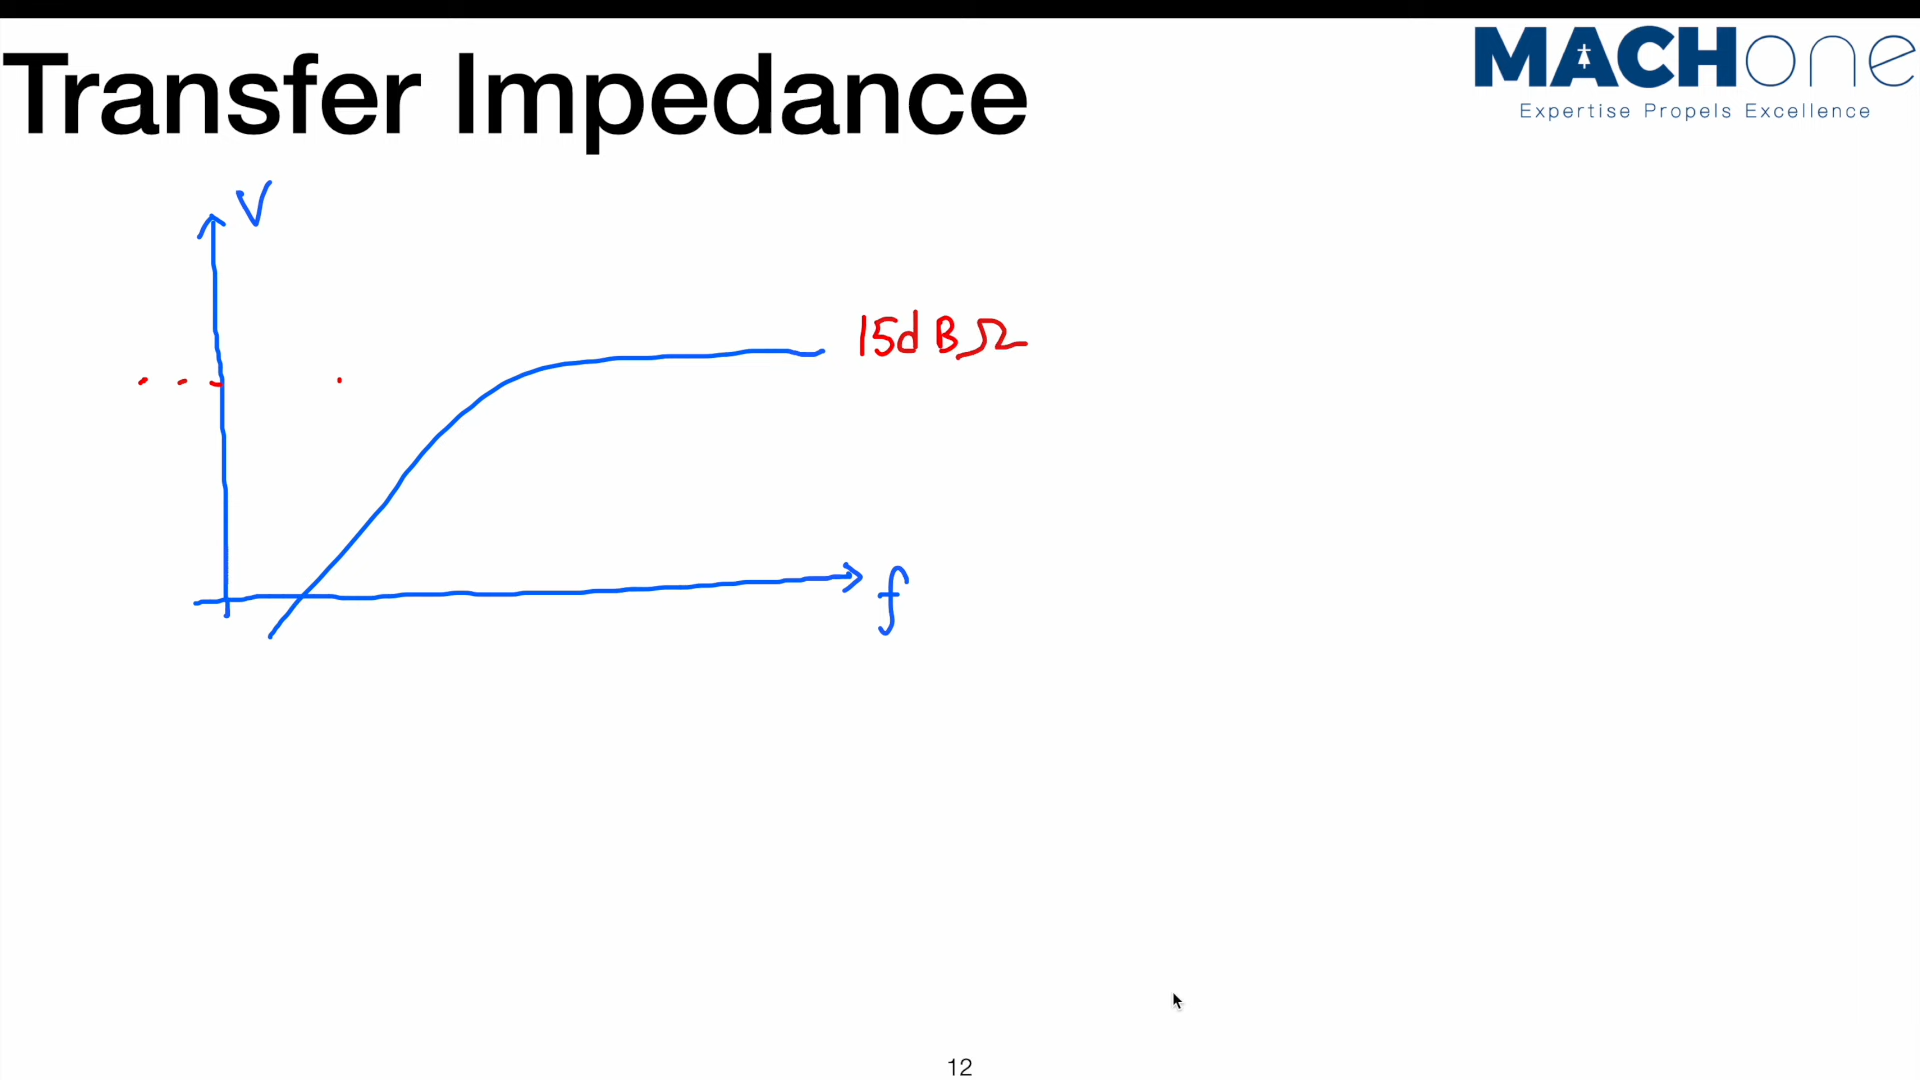 Transfer Impedance
MACHone
Expertise Propels Excellence
V
15dBΩ
f
12